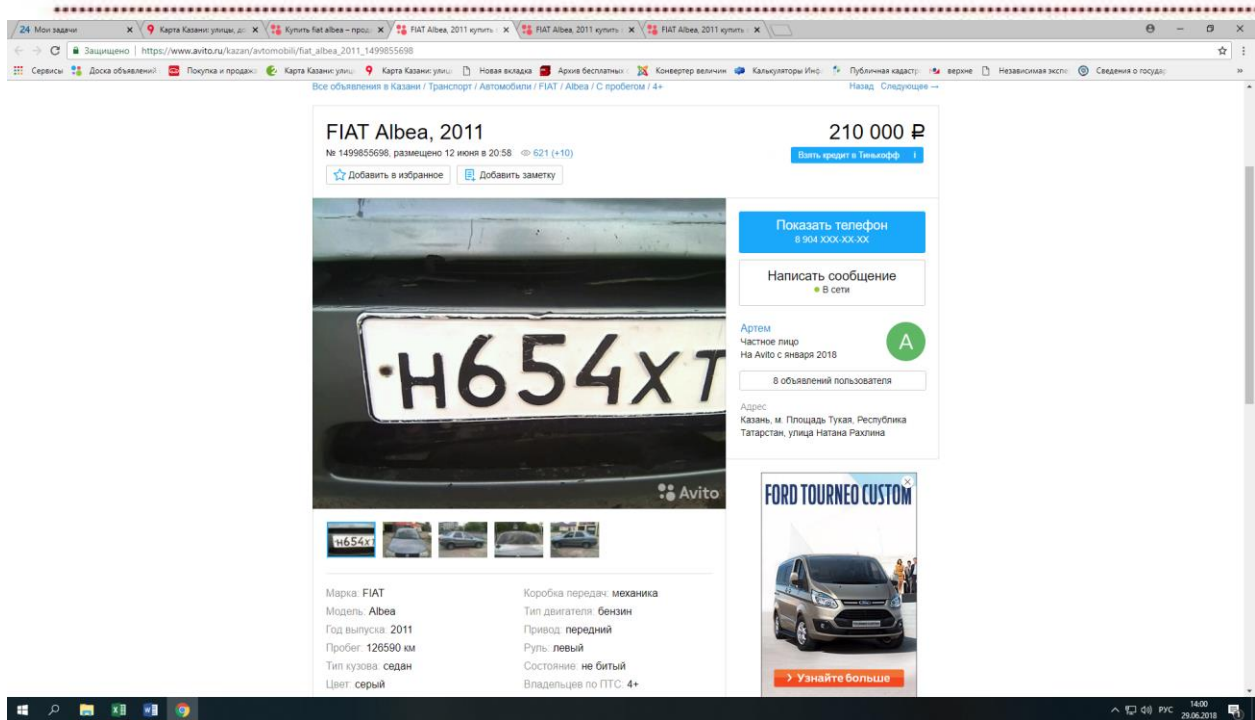 24 Мои задачи
Карта Казани: улицы, до
Купить fiat albea – прод
FIAT Albea, 2011 купить
FIAT Albea, 2011 купить
FIAT Albea, 2011 купить
Защищено | https://www.avito.ru/kazan/avtomobili/fiat_albea_2011_1499855698
Сервисы
Доска объявлений
Покупка и продажа
Карта Казани: улиц
Карта Казани: улиц
Новая вкладка
Архив бесплатных
Конвертер величин
Калькуляторы Инф
Публичная кадастр
верхне
Независимая экспе
Сведения о государ
Все объявления в Казани / Транспорт / Автомобили / FIAT / Albea / С пробегом / 4+
Назад Следующее →
FIAT Albea, 2011
210 000 ₽
№ 1499855698, размещено 12 июня в 20:58 621 (+10)
Взять кредит в Тинькофф
Добавить в избранное
Добавить заметку
Показать телефон
8 904 XXX-XX-XX
Написать сообщение
В сети
Артем
Частное лицо
На Avito с января 2018
А
8 объявлений пользователя
Адрес
Казань, м. Площадь Тукая, Республика
Татарстан, улица Натана Рахлина
н654хт
Avito
FORD TOURNEO CUSTOM
Узнайте больше
Марка: FIAT
Модель: Albea
Год выпуска: 2011
Пробег: 126590 км
Тип кузова: седан
Цвет: серый
Коробка передач: механика
Тип двигателя: бензин
Привод: передний
Руль: левый
Состояние: не битый
Владельцев по ПТС: 4+
РУС
14:00
29.06.2018